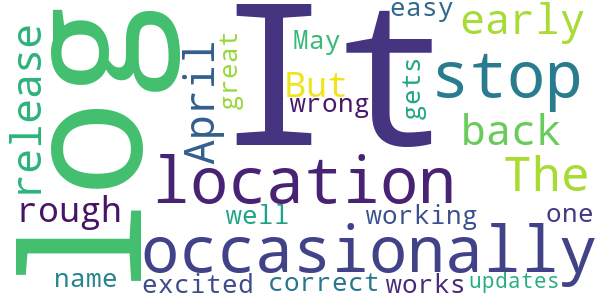 log
It
easy
early
release
April
great
May
But
wrong
gets
stop
back
location
The
rough
well
working
one
occasionally
name
excited
correct
works
updates